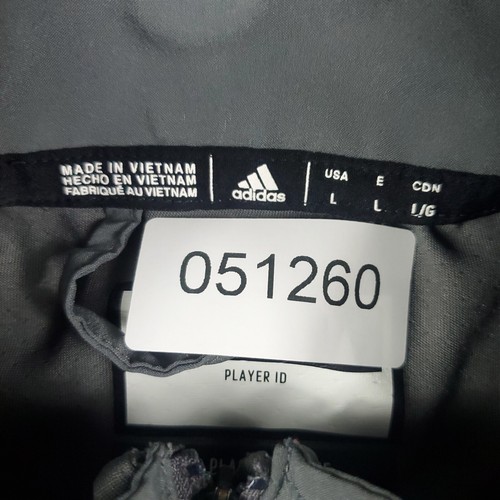 MADE IN VIETNAM
HECHO EN VIETNAM
FABRIQUÉ AU VIETNAM
adidas
USA E CDN
L L L/G
051260
PLAYER ID